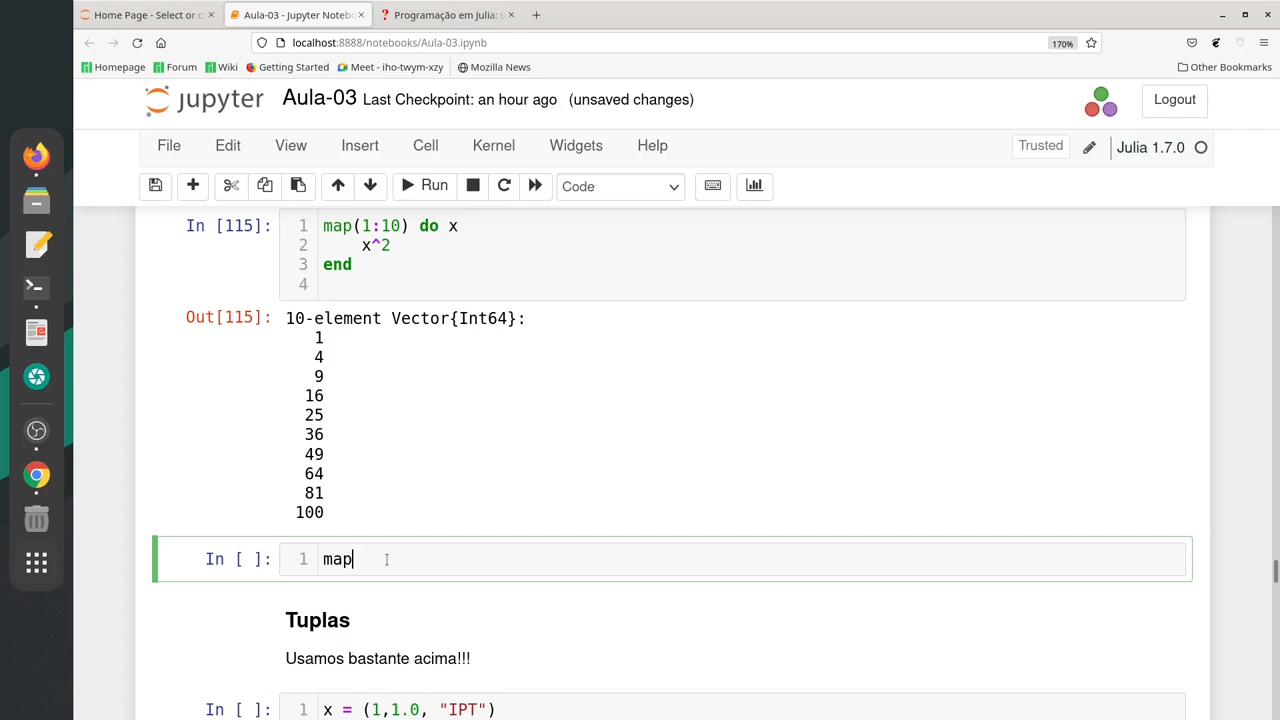 Home Page - Select or c
Aula-03 - Jupyter Noteb
Programação em Julia: u
localhost:8888/notebooks/Aula-03.ipynb
170%
Homepage
Forum
Wiki
Getting Started
Meet - iho-twym-xzy
Mozilla News
Other Bookmarks
jupyter
Aula-03 Last Checkpoint: an hour ago (unsaved changes)
Logout
File Edit View Insert Cell Kernel Widgets Help
Trusted
Julia 1.7.0
Run
Code
In [115]:
1 map(1:10) do x
2     x^2
3 end
4
Out[115]: 10-element Vector{Int64}:
1
4
9
16
25
36
49
64
81
100
In [ ]: 1 map
Tuplas
Usamos bastante acima!!!
In [ ]: 1 x = (1,1.0, "IPT")